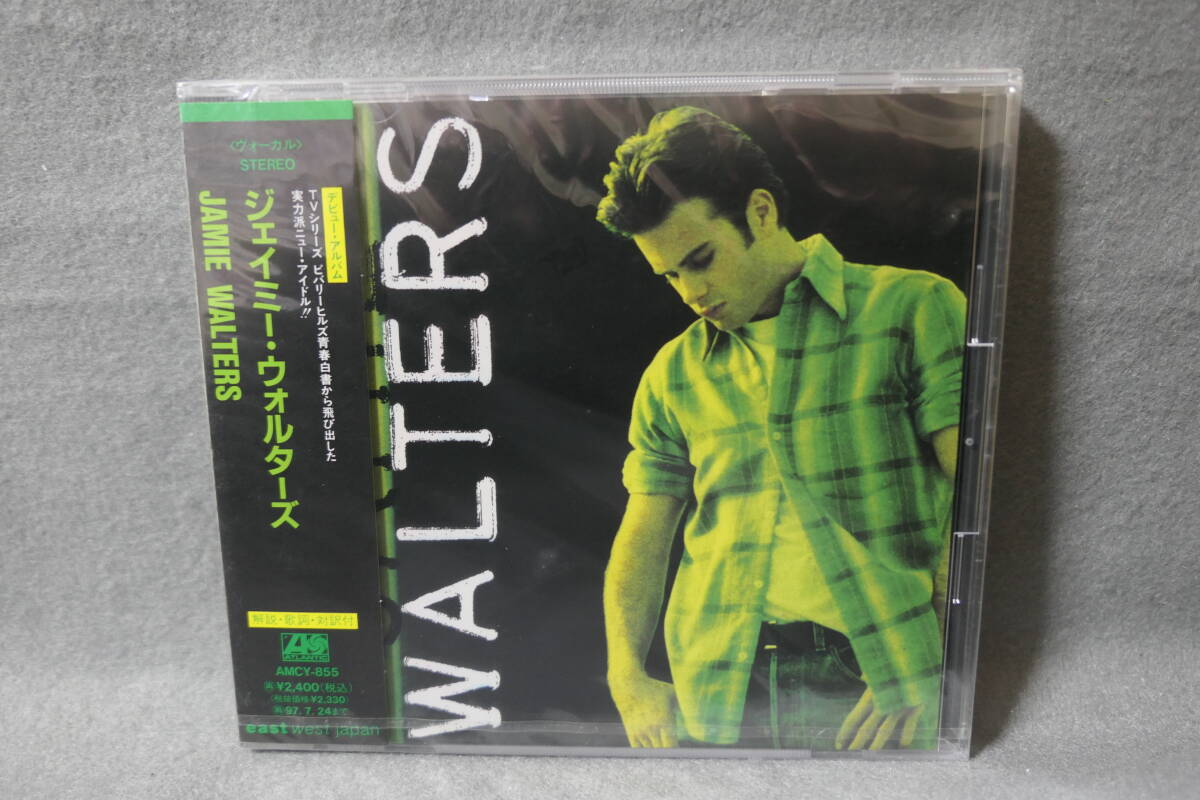 〈ヴォーカル〉
STEREO
デビュー・アルバム
TVシリーズ ビバリーヒルズ青春白書から飛び出した
実力派ニュー・アイドル!!
ジェイミー・ウォルターズ
JAMIE WALTERS
解説・歌詞・対訳付
ATLANTIC
AMCY-855
¥2,400(税込)
(税抜価格¥2,330)
97.7.24まで
east west japan
WALTERS